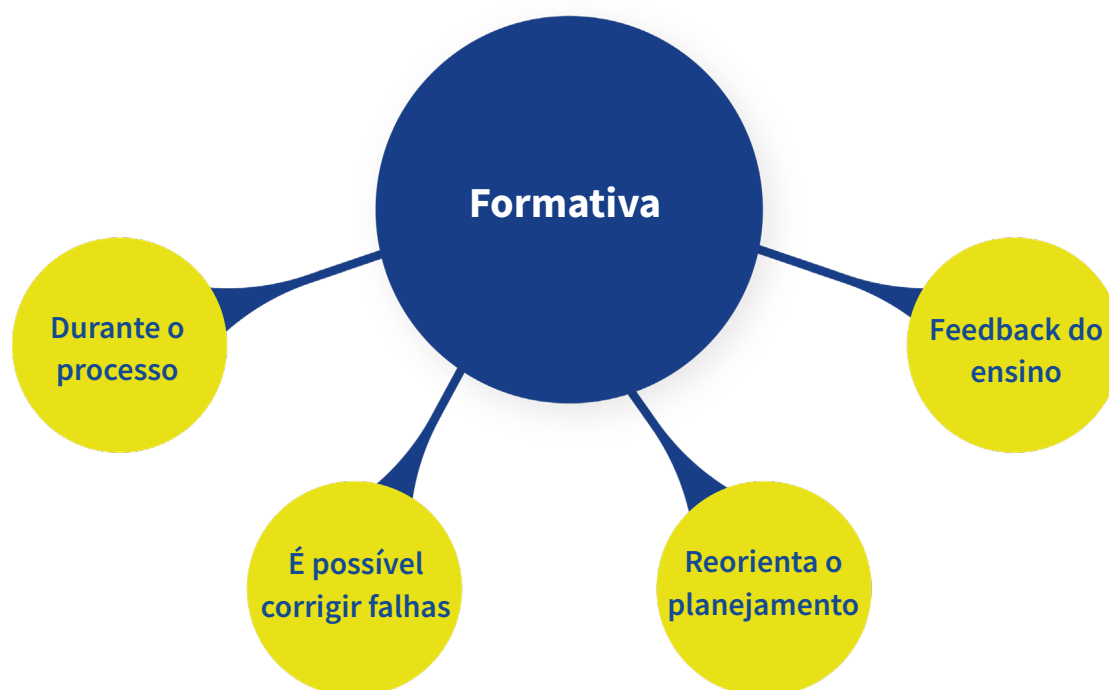 Formativa
Durante o
processo
É possível
corrigir falhas
Reorienta o
planejamento
Feedback do
ensino